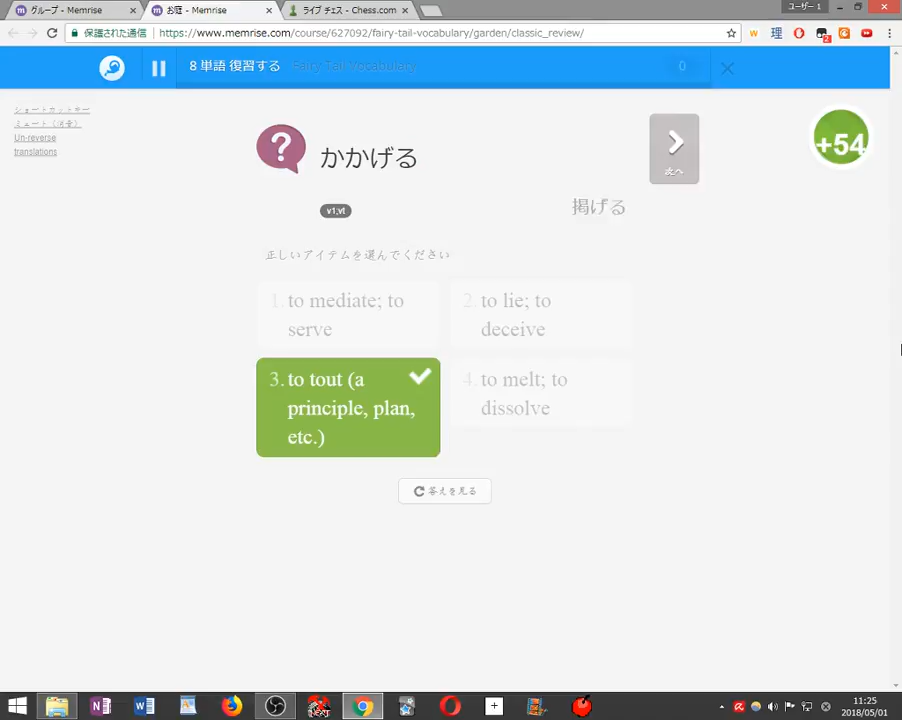 グループ - Memrise
お庭 - Memrise
ライブ チェス - Chess.com
ユーザー 1
保護された通信
https://www.memrise.com/course/627092/fairy-tail-vocabulary/garden/classic_review/
8 単語 復習する
Fairy Tail Vocabulary
0
ショートカットキー
ミュート（消音）
Un-reverse
translations
?
かかげる
次へ
+54
v1;vt
掲げる
正しいアイテムを選んでください
1. to mediate; to
serve
2. to lie; to
deceive
3. to tout (a
principle, plan,
etc.)
4. to melt; to
dissolve
答えを見る
11:25
2018/05/01